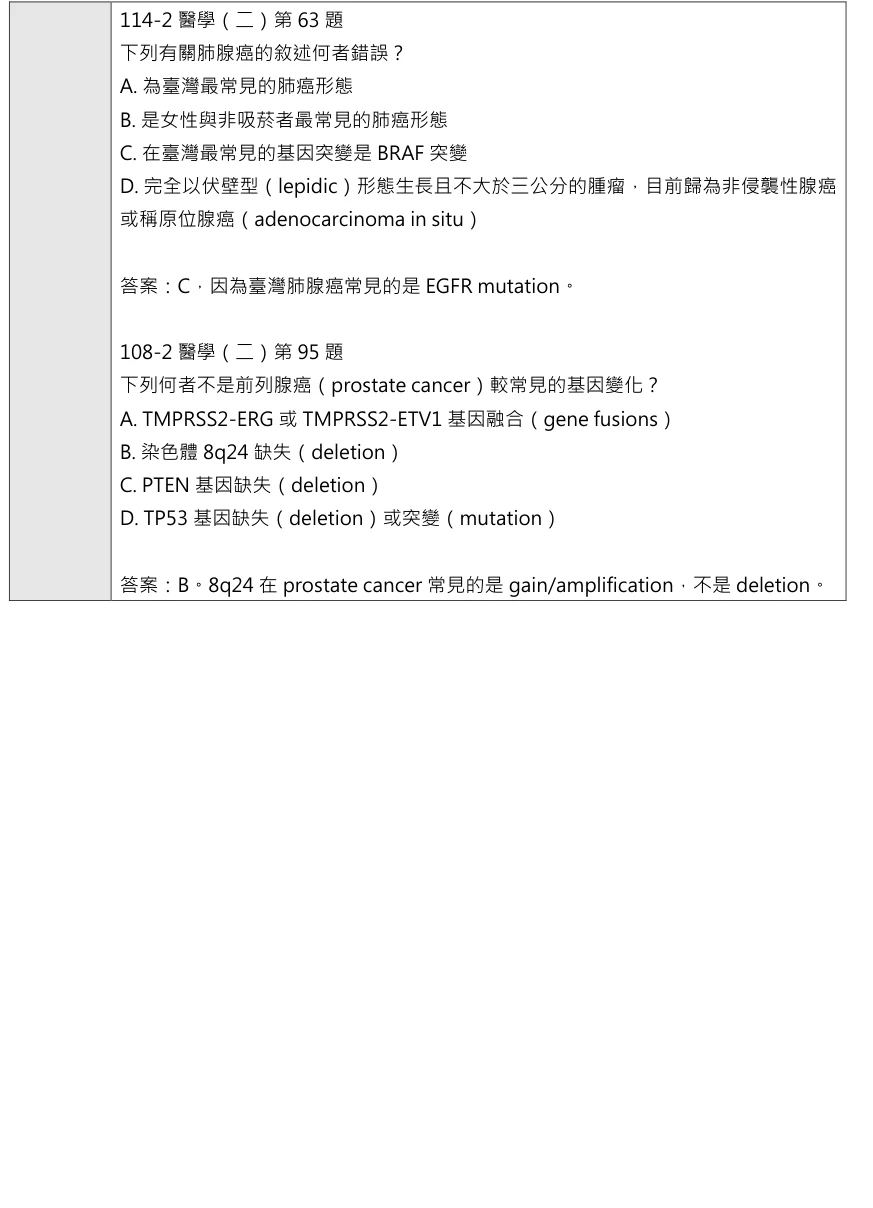 114-2 醫學（二）第 63 題
下列有關肺腺癌的敘述何者錯誤？
A. 為臺灣最常見的肺癌形態
B. 是女性與非吸菸者最常見的肺癌形態
C. 在臺灣最常見的基因突變是 BRAF 突變
D. 完全以伏壁型（lepidic）形態生長且不大於三公分的腫瘤，目前歸為非侵襲性腺癌
或稱原位腺癌（adenocarcinoma in situ）
答案：C，因為臺灣肺腺癌常見的是 EGFR mutation。
108-2 醫學（二）第 95 題
下列何者不是前列腺癌（prostate cancer）較常見的基因變化？
A. TMPRSS2-ERG 或 TMPRSS2-ETV1 基因融合（gene fusions）
B. 染色體 8q24 缺失（deletion）
C. PTEN 基因缺失（deletion）
D. TP53 基因缺失（deletion）或突變（mutation）
答案：B。8q24 在 prostate cancer 常見的是 gain/amplification，不是 deletion。